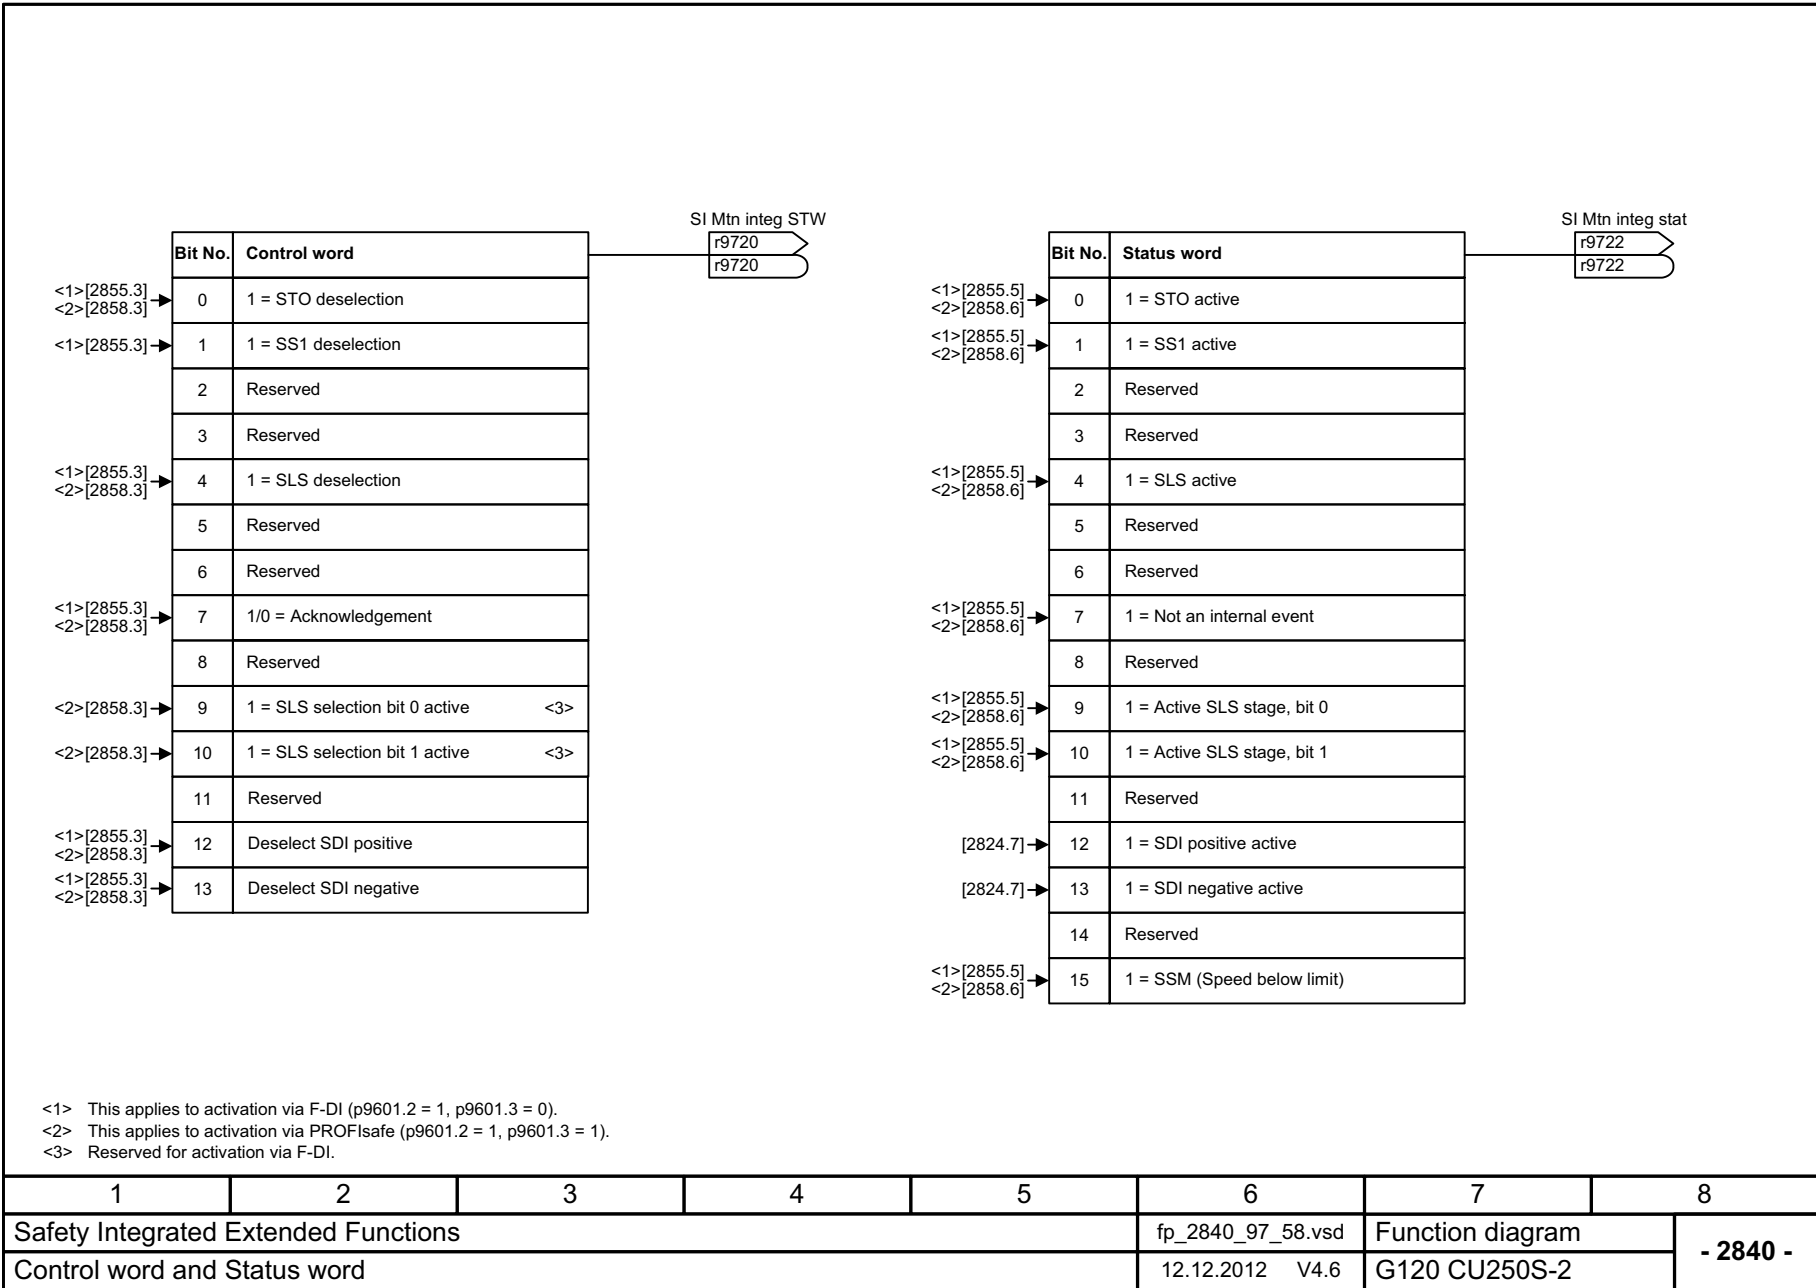 SI Mtn integ STW
r9720
r9720
Bit No. Control word
<1>[2855.3]
<2>[2858.3]
0 1 = STO deselection
<1>[2855.3] 1 1 = SS1 deselection
2 Reserved
3 Reserved
<1>[2855.3]
<2>[2858.3]
4 1 = SLS deselection
5 Reserved
6 Reserved
<1>[2855.3]
<2>[2858.3]
7 1/0 = Acknowledgement
8 Reserved
<2>[2858.3] 9 1 = SLS selection bit 0 active <3>
<2>[2858.3] 10 1 = SLS selection bit 1 active <3>
11 Reserved
<1>[2855.3]
<2>[2858.3]
12 Deselect SDI positive
<1>[2855.3]
<2>[2858.3]
13 Deselect SDI negative
SI Mtn integ stat
r9722
r9722
Bit No. Status word
<1>[2855.5]
<2>[2858.6]
0 1 = STO active
<1>[2855.5]
<2>[2858.6]
1 1 = SS1 active
2 Reserved
3 Reserved
<1>[2855.5]
<2>[2858.6]
4 1 = SLS active
5 Reserved
6 Reserved
<1>[2855.5]
<2>[2858.6]
7 1 = Not an internal event
8 Reserved
<1>[2855.5]
<2>[2858.6]
9 1 = Active SLS stage, bit 0
<1>[2855.5]
<2>[2858.6]
10 1 = Active SLS stage, bit 1
11 Reserved
[2824.7] 12 1 = SDI positive active
[2824.7] 13 1 = SDI negative active
14 Reserved
<1>[2855.5]
<2>[2858.6]
15 1 = SSM (Speed below limit)
<1> This applies to activation via F-DI (p9601.2 = 1, p9601.3 = 0).
<2> This applies to activation via PROFIsafe (p9601.2 = 1, p9601.3 = 1).
<3> Reserved for activation via F-DI.
1 2 3 4 5 6 7 8
Safety Integrated Extended Functions fp_2840_97_58.vsd Function diagram
- 2840 -
Control word and Status word 12.12.2012 V4.6 G120 CU250S-2